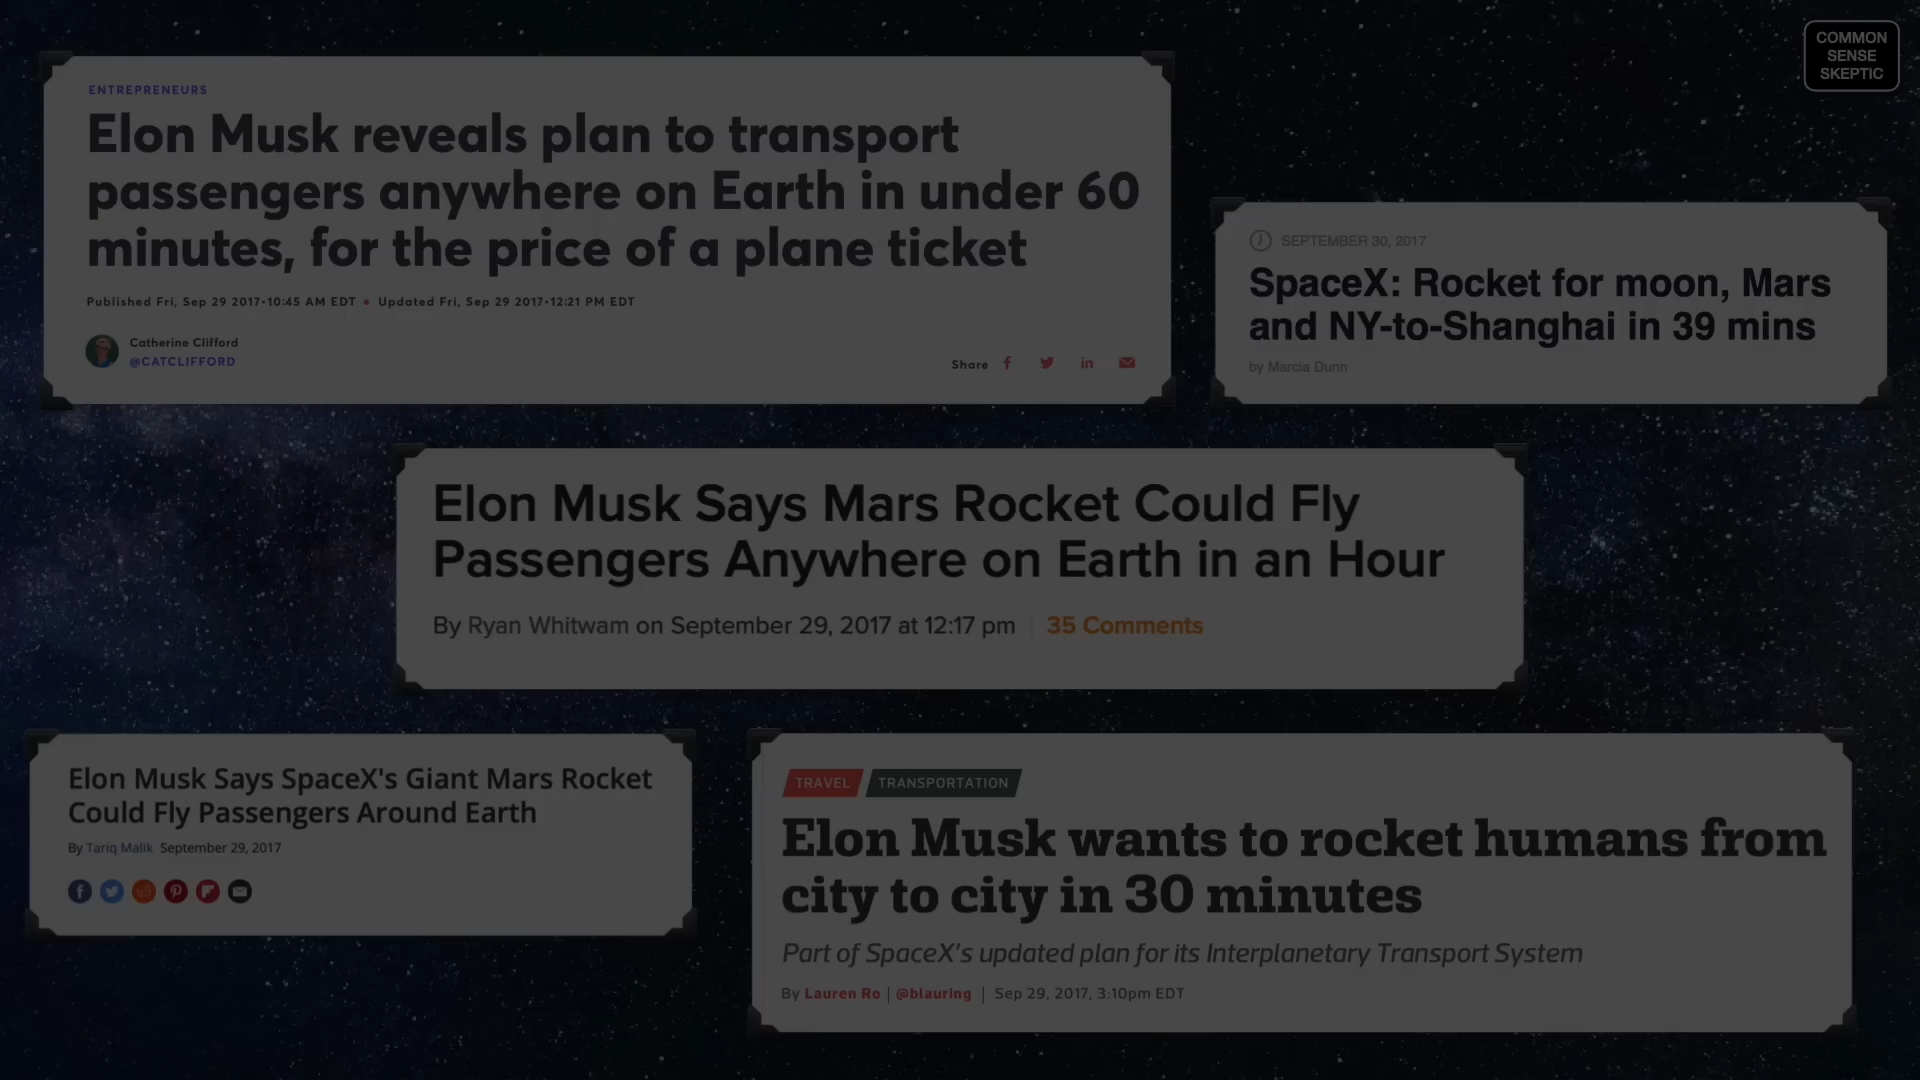 COMMON
SENSE
SKEPTIC
ENTREPRENEURS
Elon Musk reveals plan to transport
passengers anywhere on Earth in under 60
minutes, for the price of a plane ticket
Published Fri, Sep 29 2017•10:45 AM EDT • Updated Fri, Sep 29 2017•12:21 PM EDT
Catherine Clifford
@CATCLIFFORD
Share
SEPTEMBER 30, 2017
SpaceX: Rocket for moon, Mars
and NY-to-Shanghai in 39 mins
by Marcia Dunn
Elon Musk Says Mars Rocket Could Fly
Passengers Anywhere on Earth in an Hour
By Ryan Whitwam on September 29, 2017 at 12:17 pm 35 Comments
Elon Musk Says SpaceX's Giant Mars Rocket
Could Fly Passengers Around Earth
By Tariq Malik September 29, 2017
TRAVEL TRANSPORTATION
Elon Musk wants to rocket humans from
city to city in 30 minutes
Part of SpaceX's updated plan for its Interplanetary Transport System
By Lauren Ro | @blauring | Sep 29, 2017, 3:10pm EDT